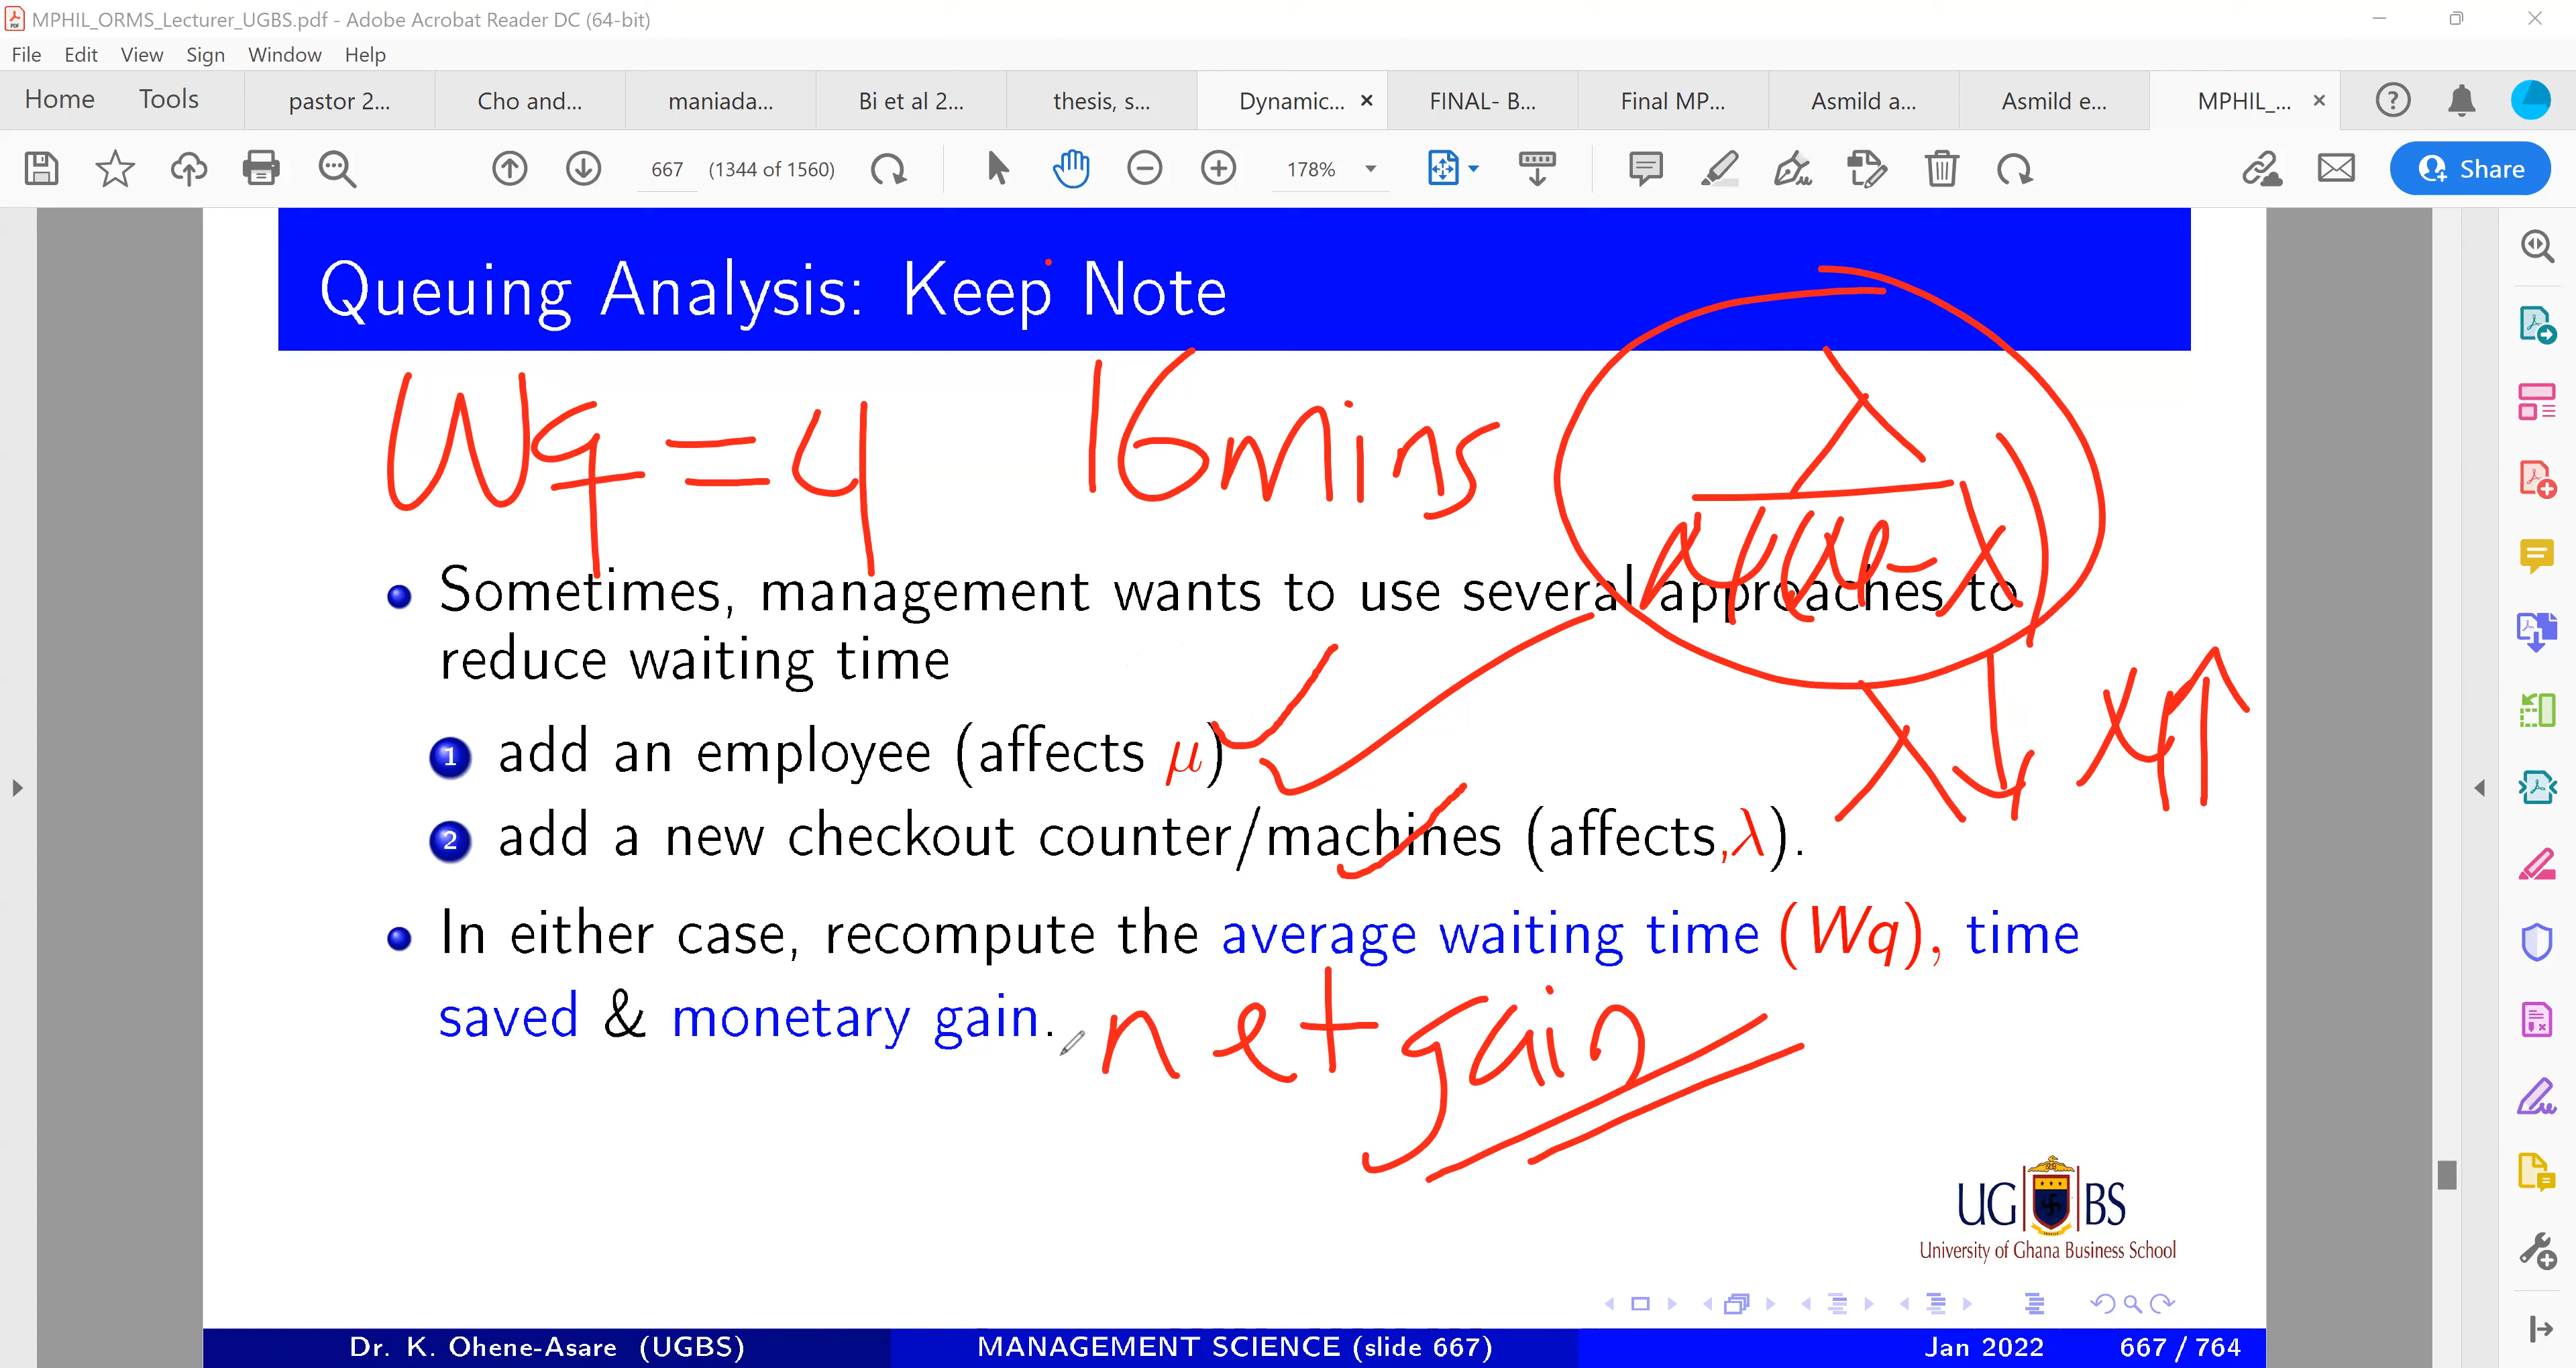 MPHIL_ORMS_Lecturer_UGBS.pdf - Adobe Acrobat Reader DC (64-bit)
File Edit View Sign Window Help
Home Tools pastor 2... Cho and... maniada... Bi et al 2... thesis, s... Dynamic... FINAL- B... Final MP... Asmild a... Asmild e... MPHIL_...
667 (1344 of 1560) 178% Share
Queuing Analysis: Keep Note
Wq = 4 16mins
λ
μ(μ-λ)
Sometimes, management wants to use several approaches to
reduce waiting time
λ↓ μ↑
1 add an employee (affects μ)
2 add a new checkout counter/machines (affects,λ).
In either case, recompute the average waiting time (Wq), time
saved & monetary gain.
net gain
UG BS
University of Ghana Business School
Dr. K. Ohene-Asare (UGBS) MANAGEMENT SCIENCE (slide 667) Jan 2022 667 / 764